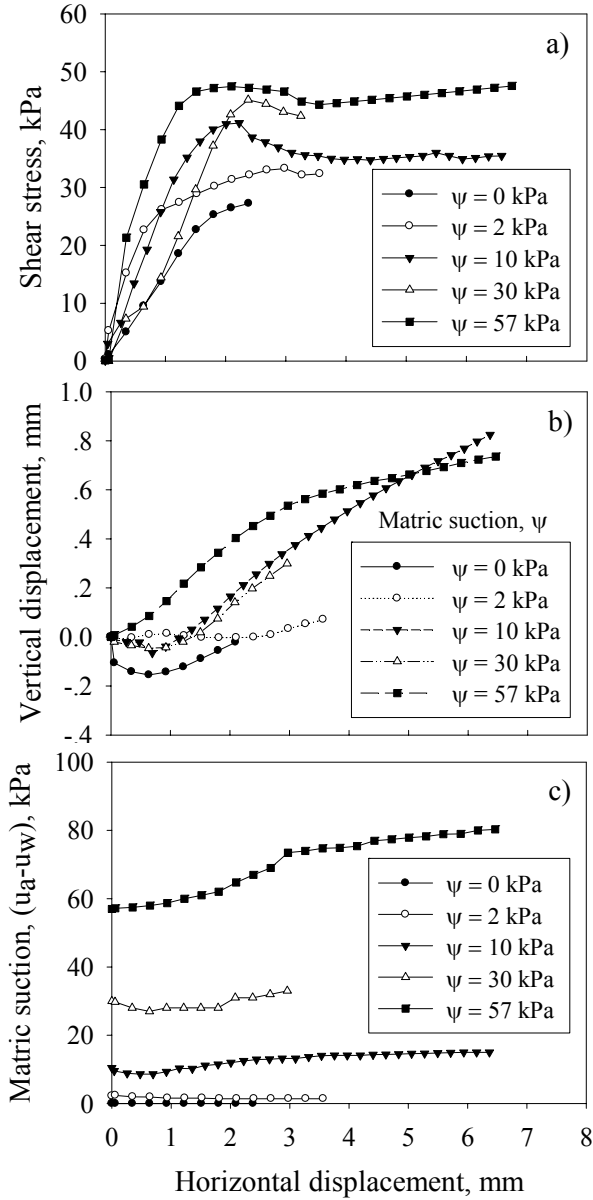 a)
Shear stress, kPa
60
50
40
30
20
10
0
ψ = 0 kPa
ψ = 2 kPa
ψ = 10 kPa
ψ = 30 kPa
ψ = 57 kPa
b)
Vertical displacement, mm
1.0
.8
.6
.4
.2
0.0
-.2
-.4
Matric suction, ψ
ψ = 0 kPa
ψ = 2 kPa
ψ = 10 kPa
ψ = 30 kPa
ψ = 57 kPa
c)
Matric suction, (ua-uw), kPa
100
80
60
40
20
0
ψ = 0 kPa
ψ = 2 kPa
ψ = 10 kPa
ψ = 30 kPa
ψ = 57 kPa
0 1 2 3 4 5 6 7 8
Horizontal displacement, mm